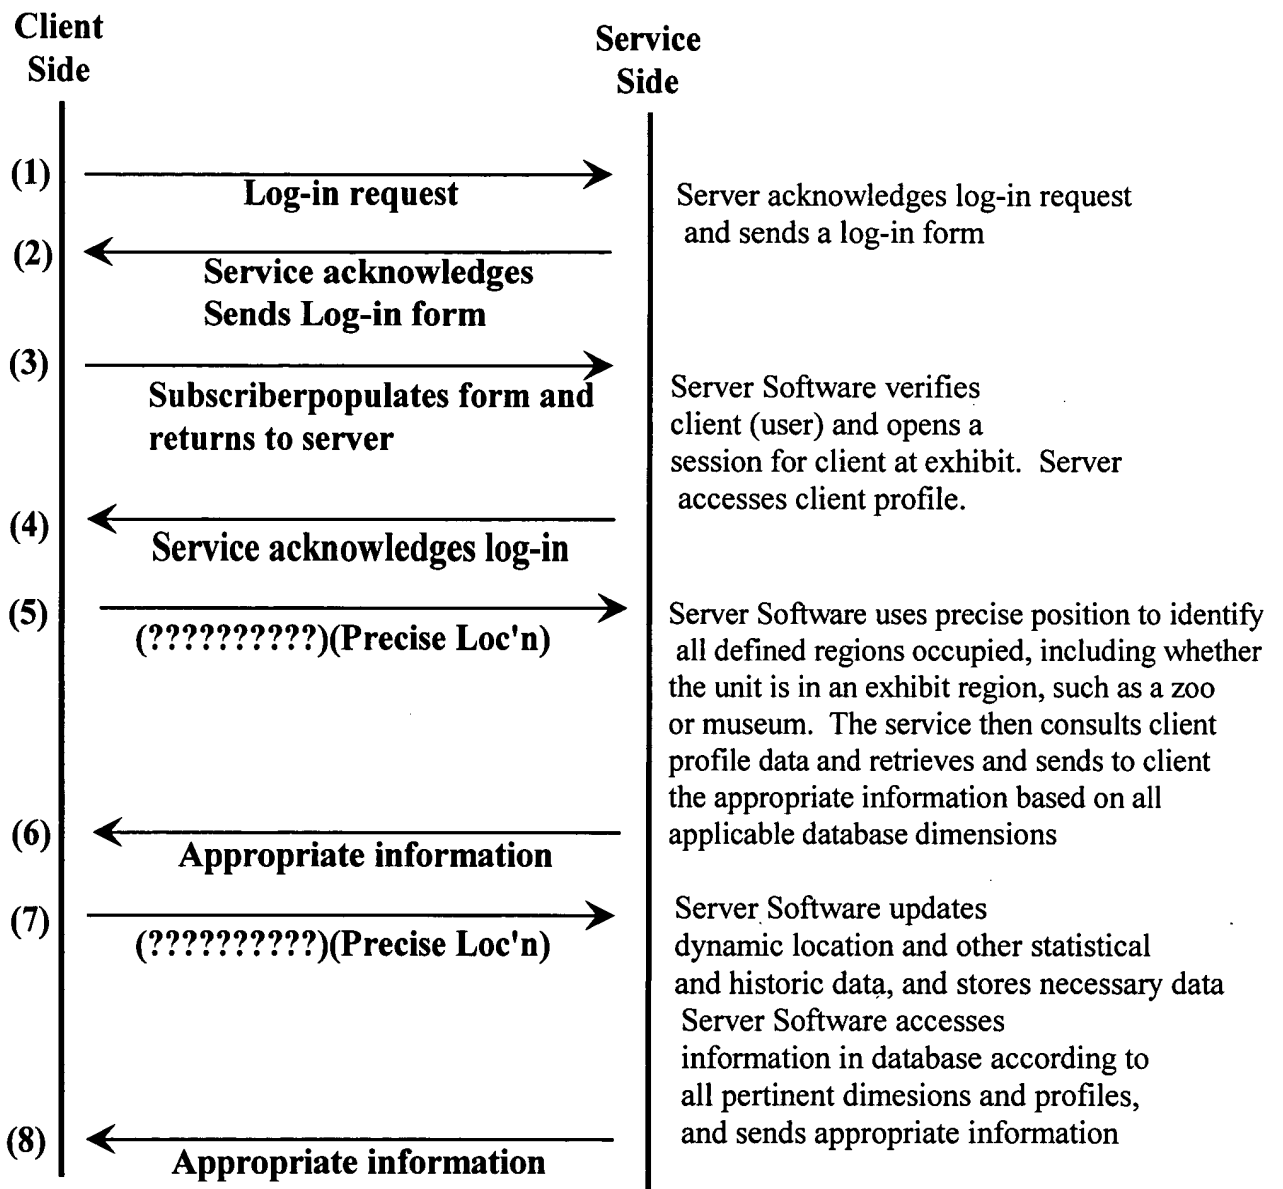 Client
Side
Service
Side
(1)
Log-in request
Server acknowledges log-in request
and sends a log-in form
(2)
Service acknowledges
Sends Log-in form
(3)
Subscriberpopulates form and
returns to server
Server Software verifies
client (user) and opens a
session for client at exhibit. Server
accesses client profile.
(4)
Service acknowledges log-in
(5)
(??????????)(Precise Loc'n)
Server Software uses precise position to identify
all defined regions occupied, including whether
the unit is in an exhibit region, such as a zoo
or museum. The service then consults client
profile data and retrieves and sends to client
the appropriate information based on all
applicable database dimensions
(6)
Appropriate information
(7)
(??????????)(Precise Loc'n)
Server Software updates
dynamic location and other statistical
and historic data, and stores necessary data
Server Software accesses
information in database according to
all pertinent dimesions and profiles,
and sends appropriate information
(8)
Appropriate information